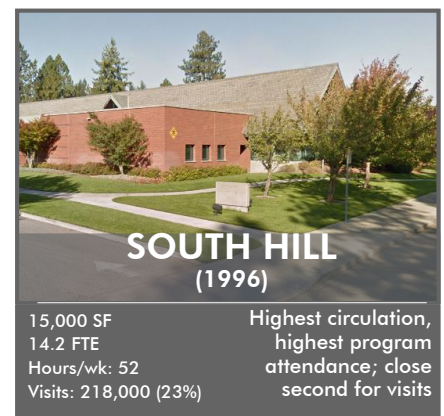 SOUTH HILL
(1996)
15,000 SF
14.2 FTE
Hours/wk: 52
Visits: 218,000 (23%)
Highest circulation,
highest program
attendance; close
second for visits